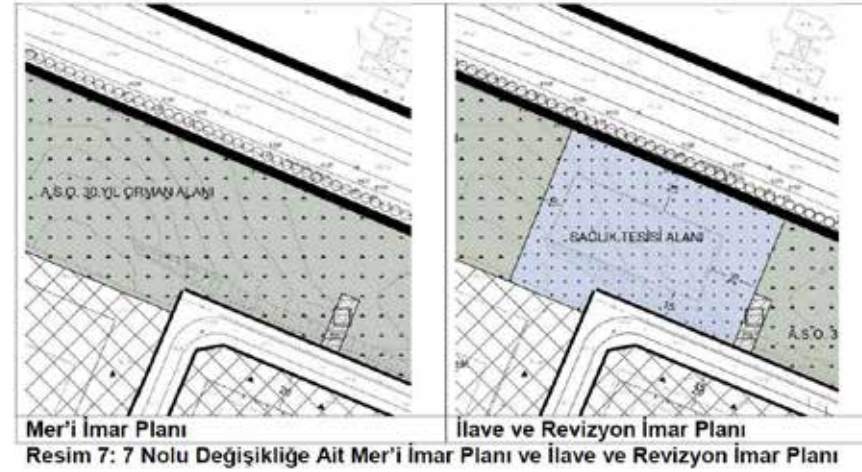 A.S.O. 30.YIL ORMAN ALANI
SAĞLIK TESİSİ ALANI
A.S.O. 3
Mer'i İmar Planı
İlave ve Revizyon İmar Planı
Resim 7: 7 Nolu Değişikliğe Ait Mer'i İmar Planı ve İlave ve Revizyon İmar Planı